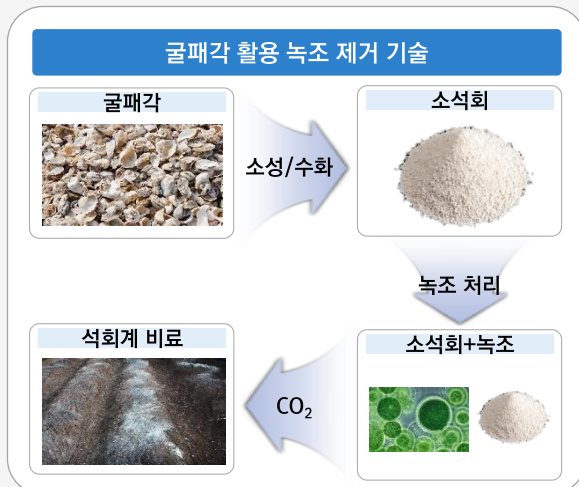 굴패각 활용 녹조 제거 기술
굴패각
소성/수화
소석회
녹조 처리
소석회+녹조
CO₂
석회계 비료